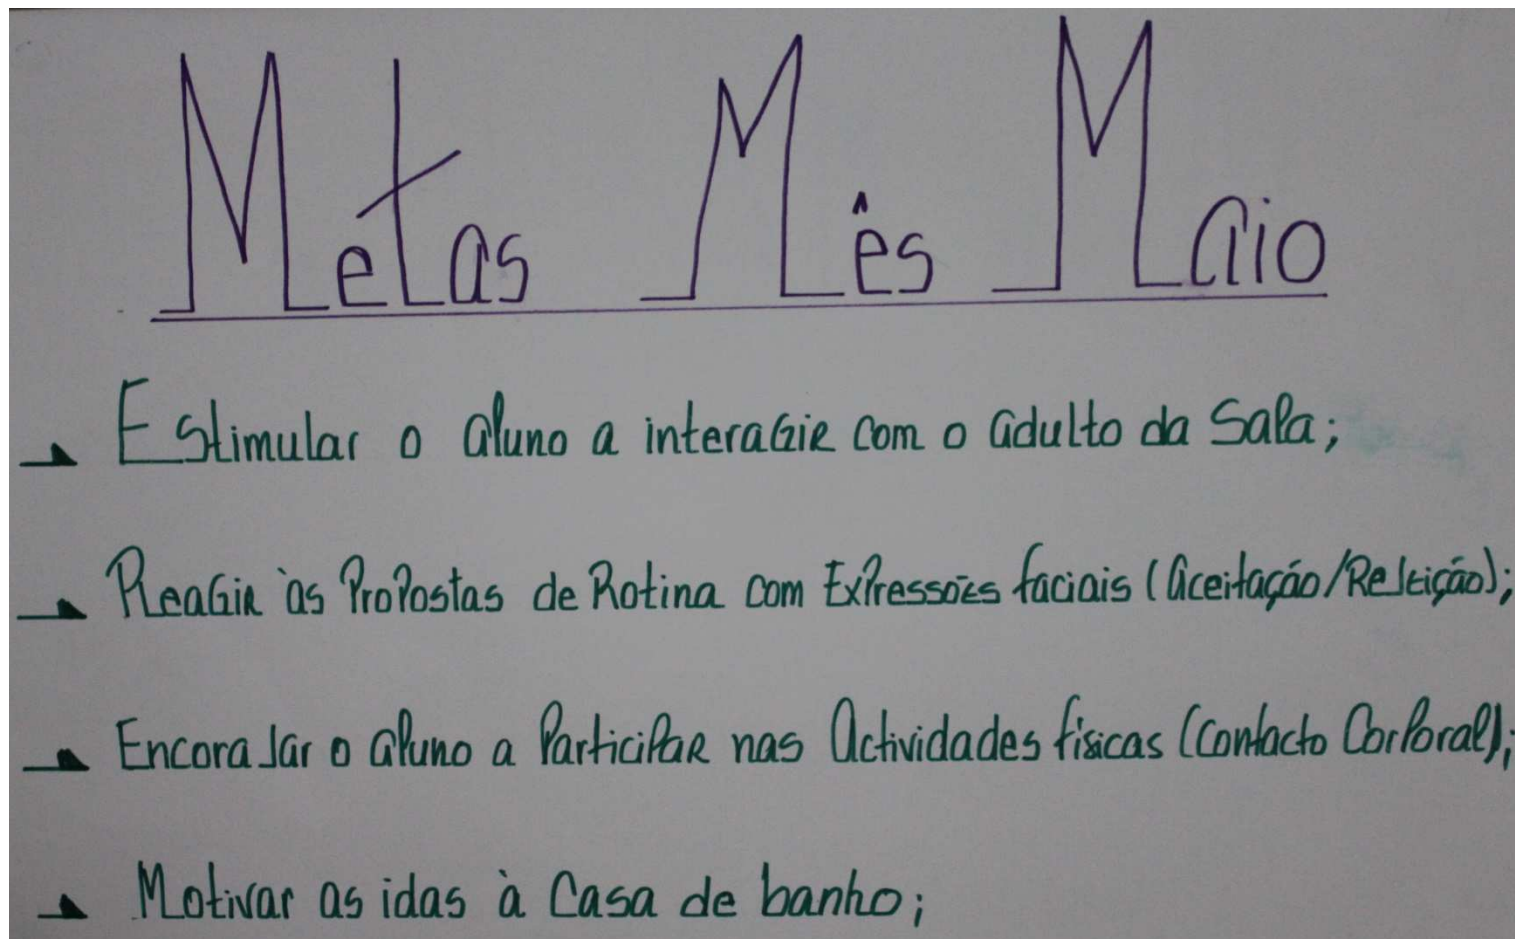 Metas Mês Maio
Estimular o aluno a interagir com o adulto da sala;
Reagir às Propostas de Rotina com Expressões faciais (aceitação/Rejeição);
Encorajar o aluno a Participar nas Actividades físicas (Contacto Corporal);
Motivar as idas à Casa de banho;